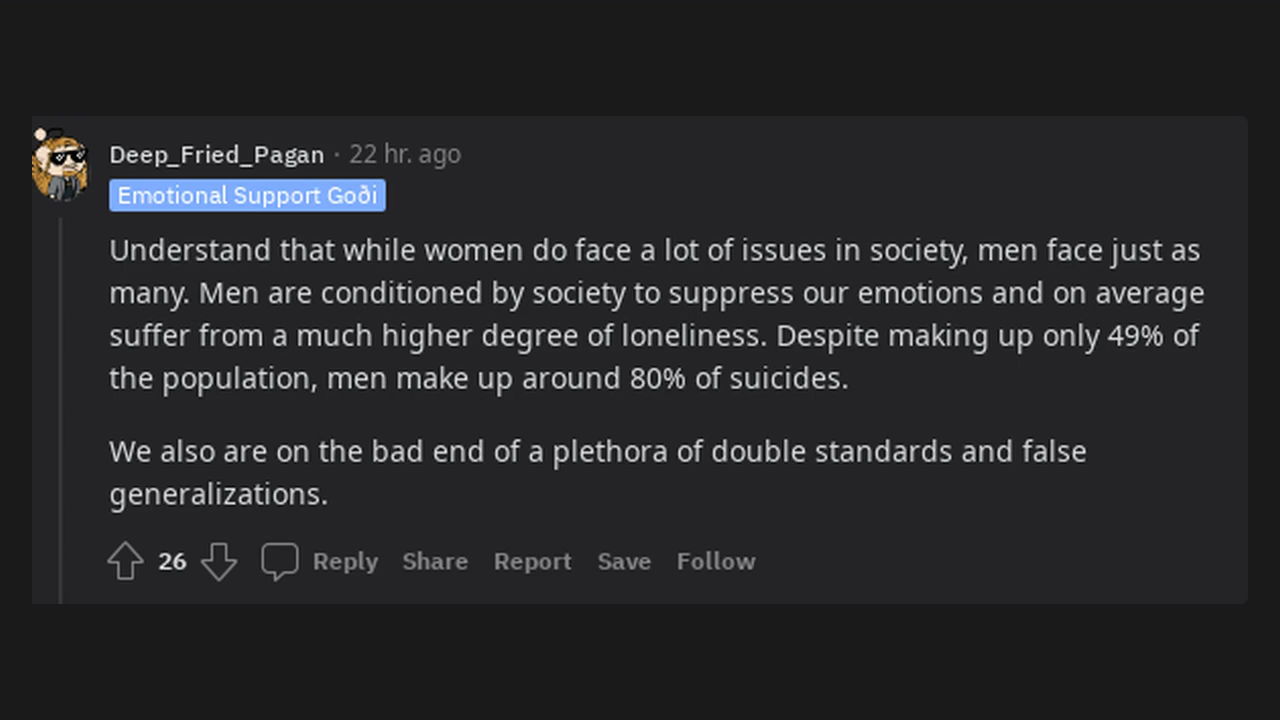 Deep_Fried_Pagan · 22 hr. ago
Emotional Support Goði
Understand that while women do face a lot of issues in society, men face just as
many. Men are conditioned by society to suppress our emotions and on average
suffer from a much higher degree of loneliness. Despite making up only 49% of
the population, men make up around 80% of suicides.
We also are on the bad end of a plethora of double standards and false
generalizations.
26 Reply Share Report Save Follow